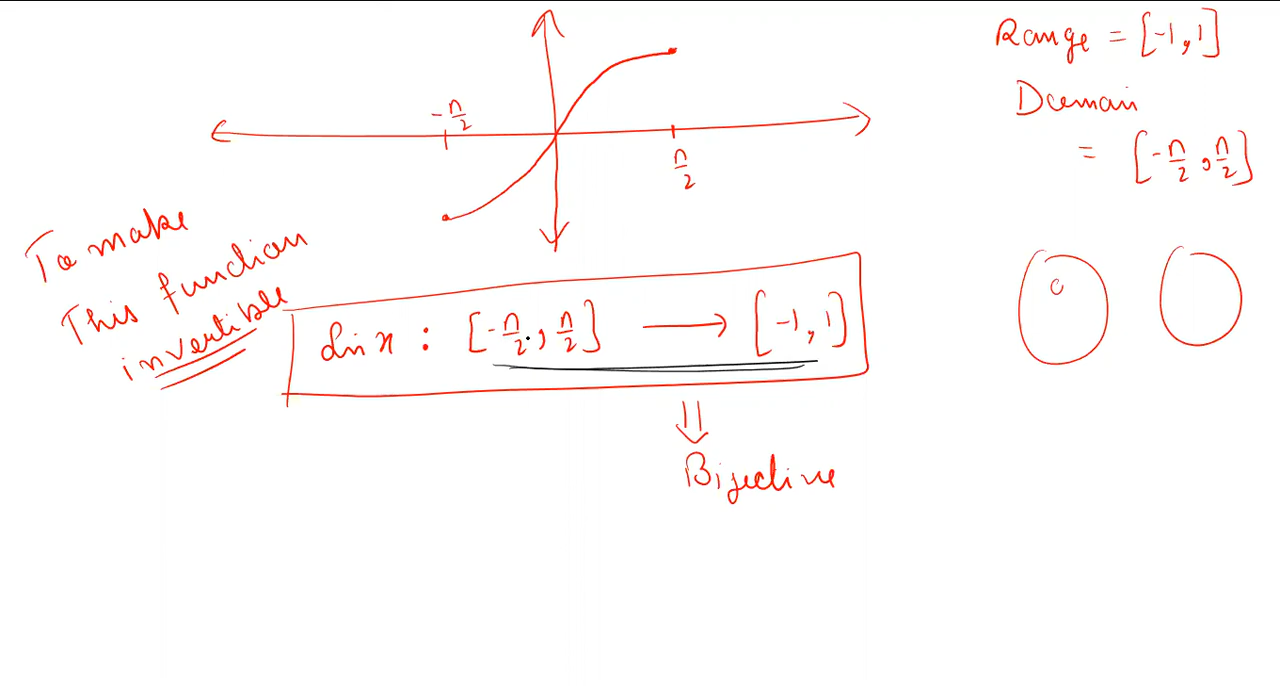 Range = [-1, 1]
Domain
= [-π/2, π/2]
-π/2
π/2
To make
This function
invertible
Sin x : [-π/2, π/2] → [-1, 1]
⇓
Bijective